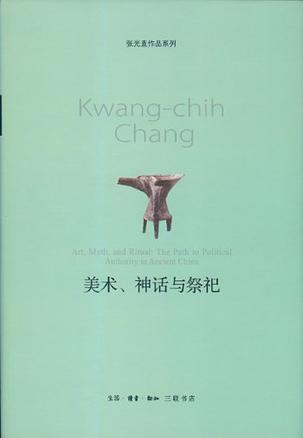 张光直作品系列
Kwang-chih
Chang
Art, Myth, and Ritual: The Path to Political
Authority in Ancient China
美术、神话与祭祀
生活·读书·新知 三联书店